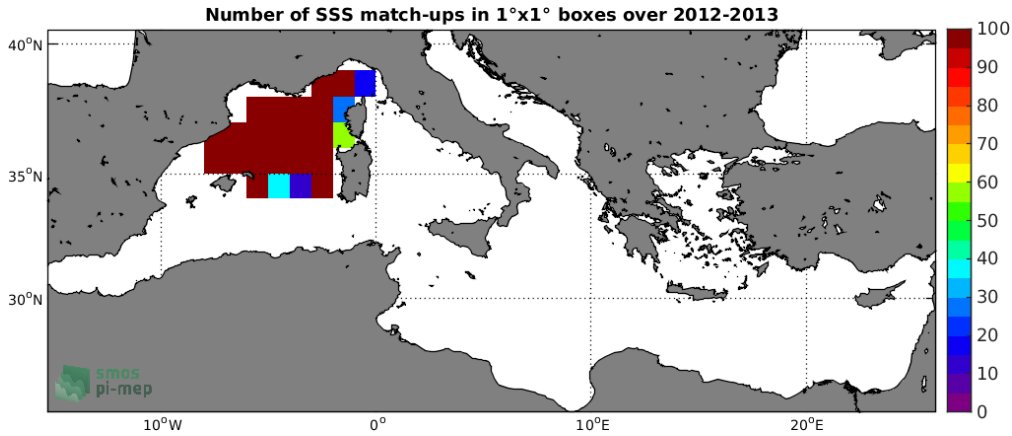 Number of SSS match-ups in 1°x1° boxes over 2012-2013
40°N
35°N
30°N
10°W
0°
10°E
20°E
100
90
80
70
60
50
40
30
20
10
0
smos
pi-mep